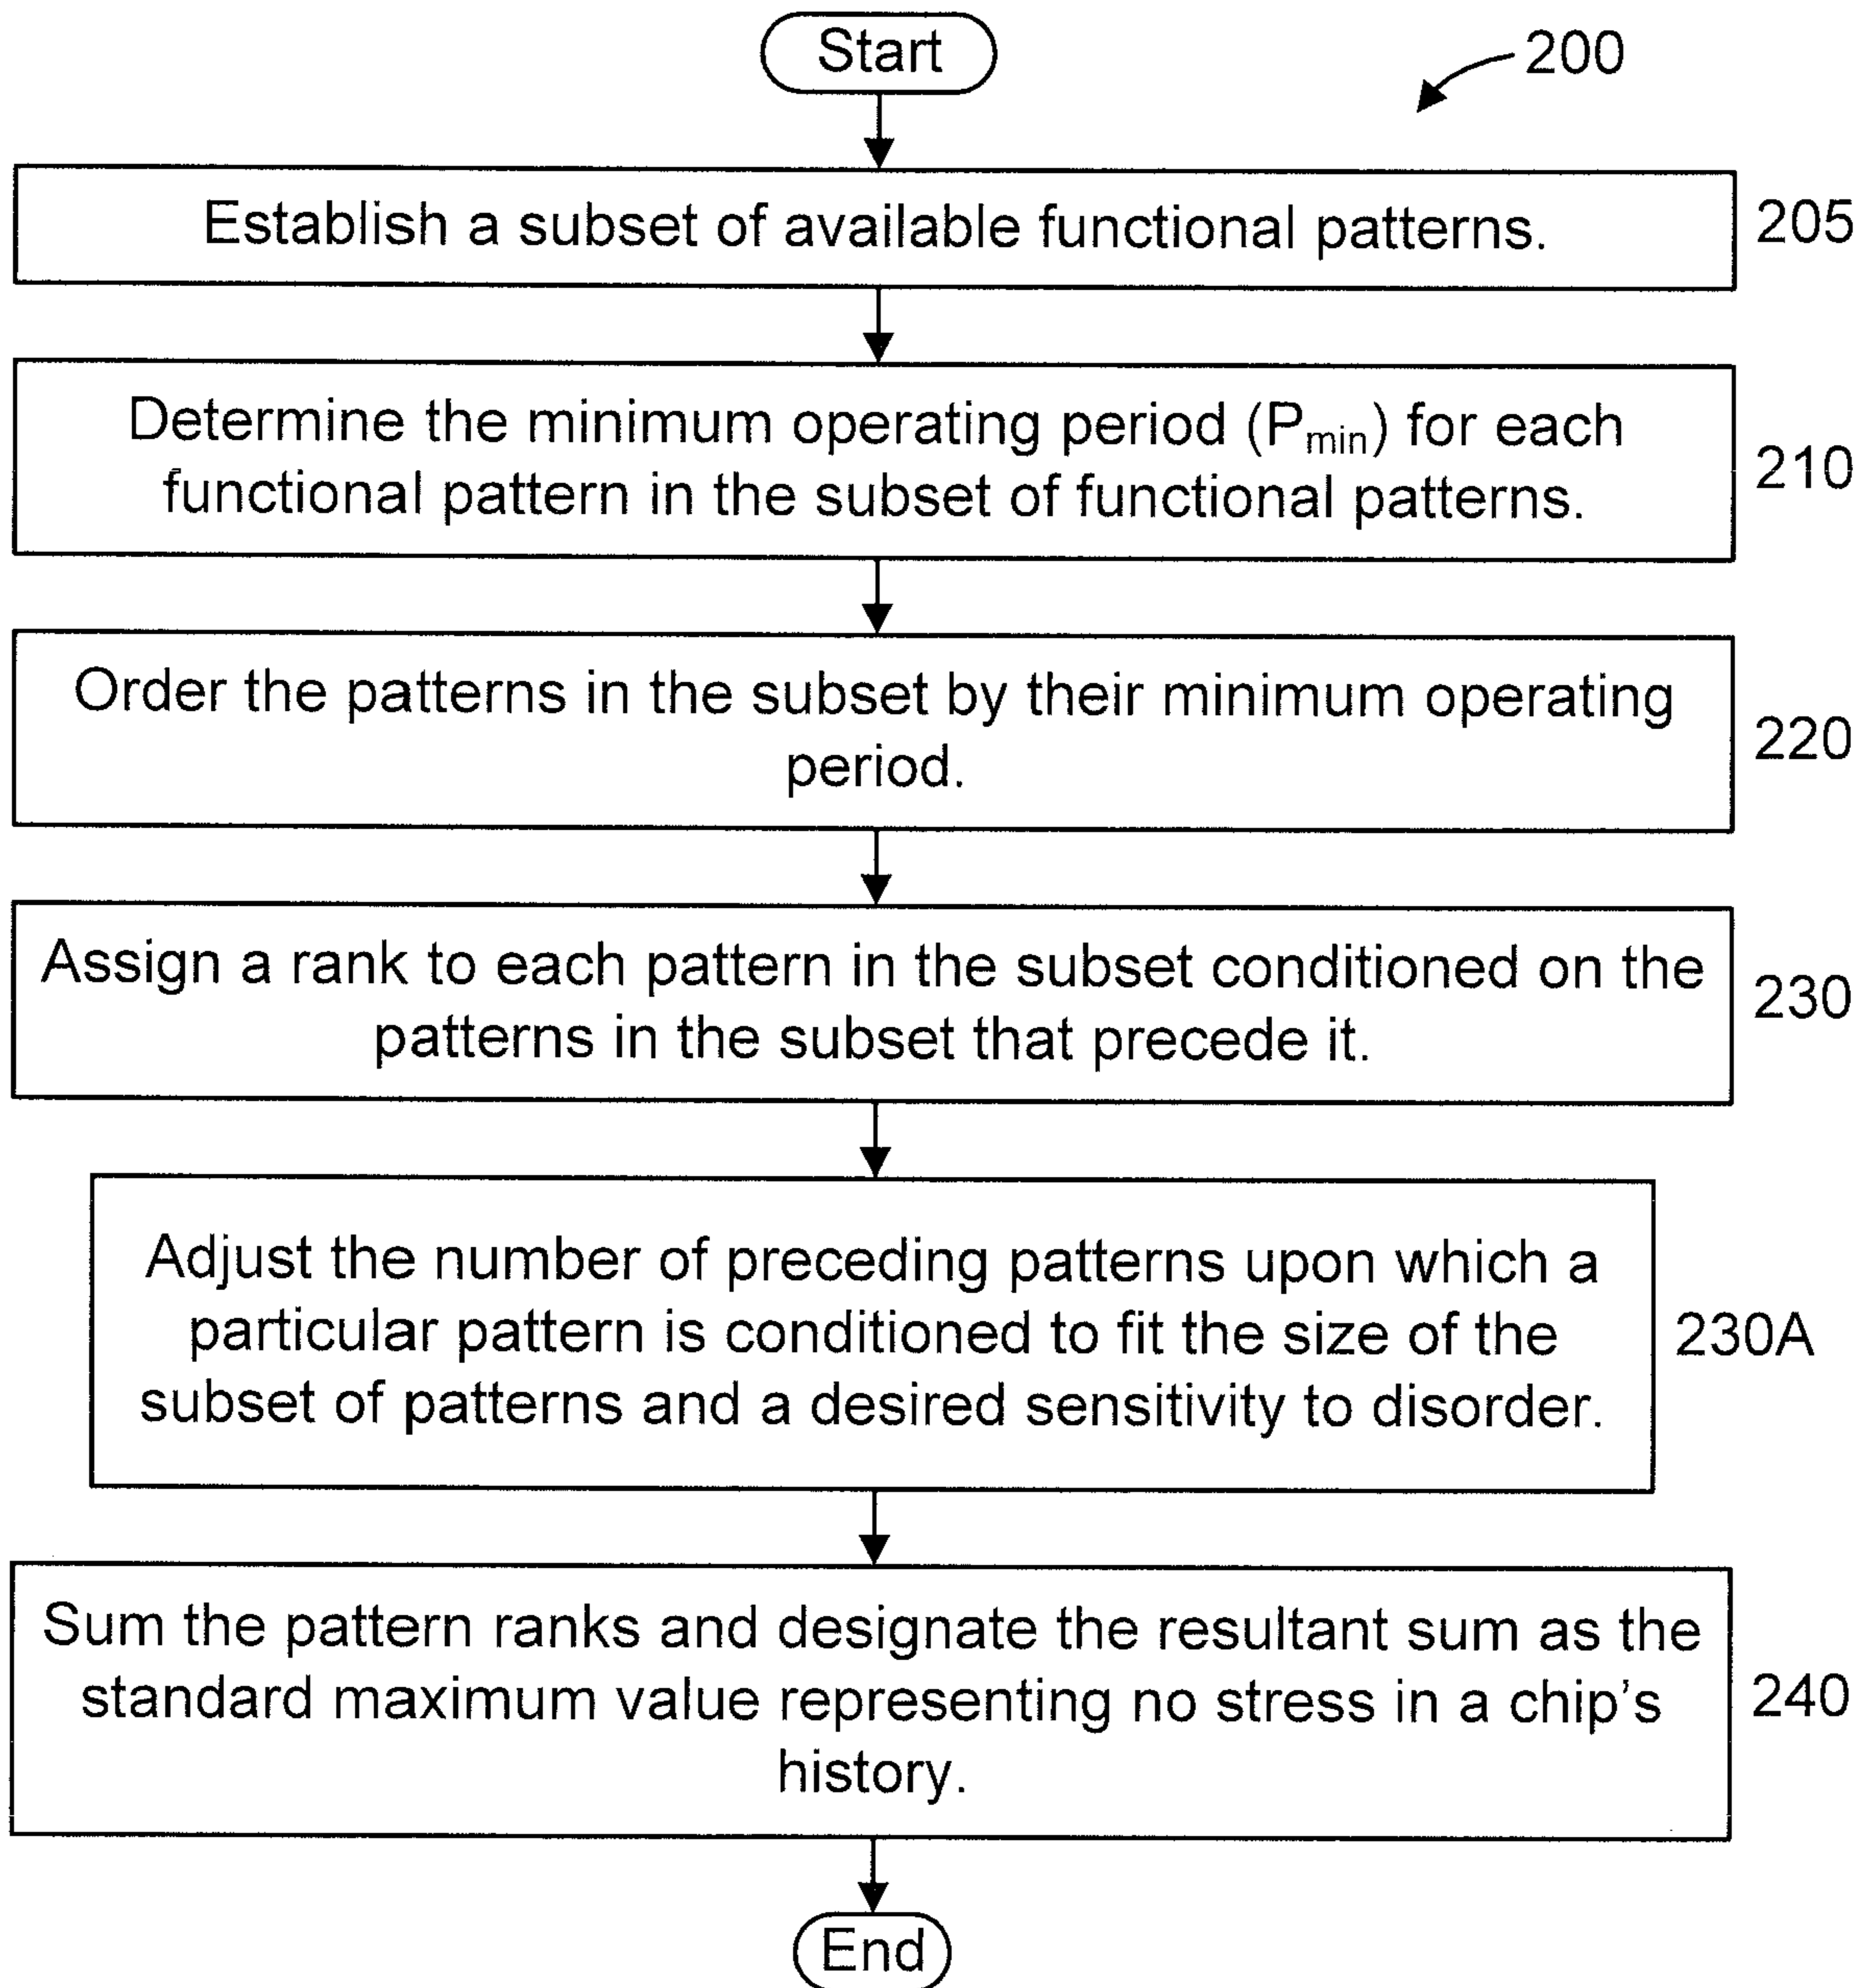 Start
200
Establish a subset of available functional patterns.
205
Determine the minimum operating period (Pmin) for each
functional pattern in the subset of functional patterns.
210
Order the patterns in the subset by their minimum operating
period.
220
Assign a rank to each pattern in the subset conditioned on the
patterns in the subset that precede it.
230
Adjust the number of preceding patterns upon which a
particular pattern is conditioned to fit the size of the
subset of patterns and a desired sensitivity to disorder.
230A
Sum the pattern ranks and designate the resultant sum as the
standard maximum value representing no stress in a chip's
history.
240
End